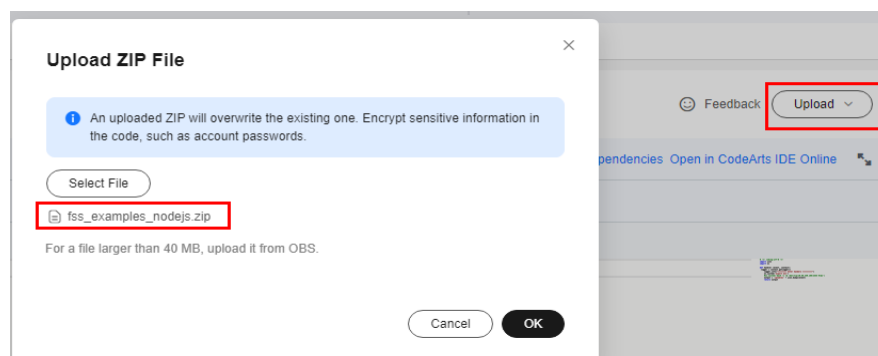 Upload ZIP File
An uploaded ZIP will overwrite the existing one. Encrypt sensitive information in
the code, such as account passwords.
Select File
fss_examples_nodejs.zip
For a file larger than 40 MB, upload it from OBS.
Cancel
OK
Feedback
Upload
pendencies Open in CodeArts IDE Online